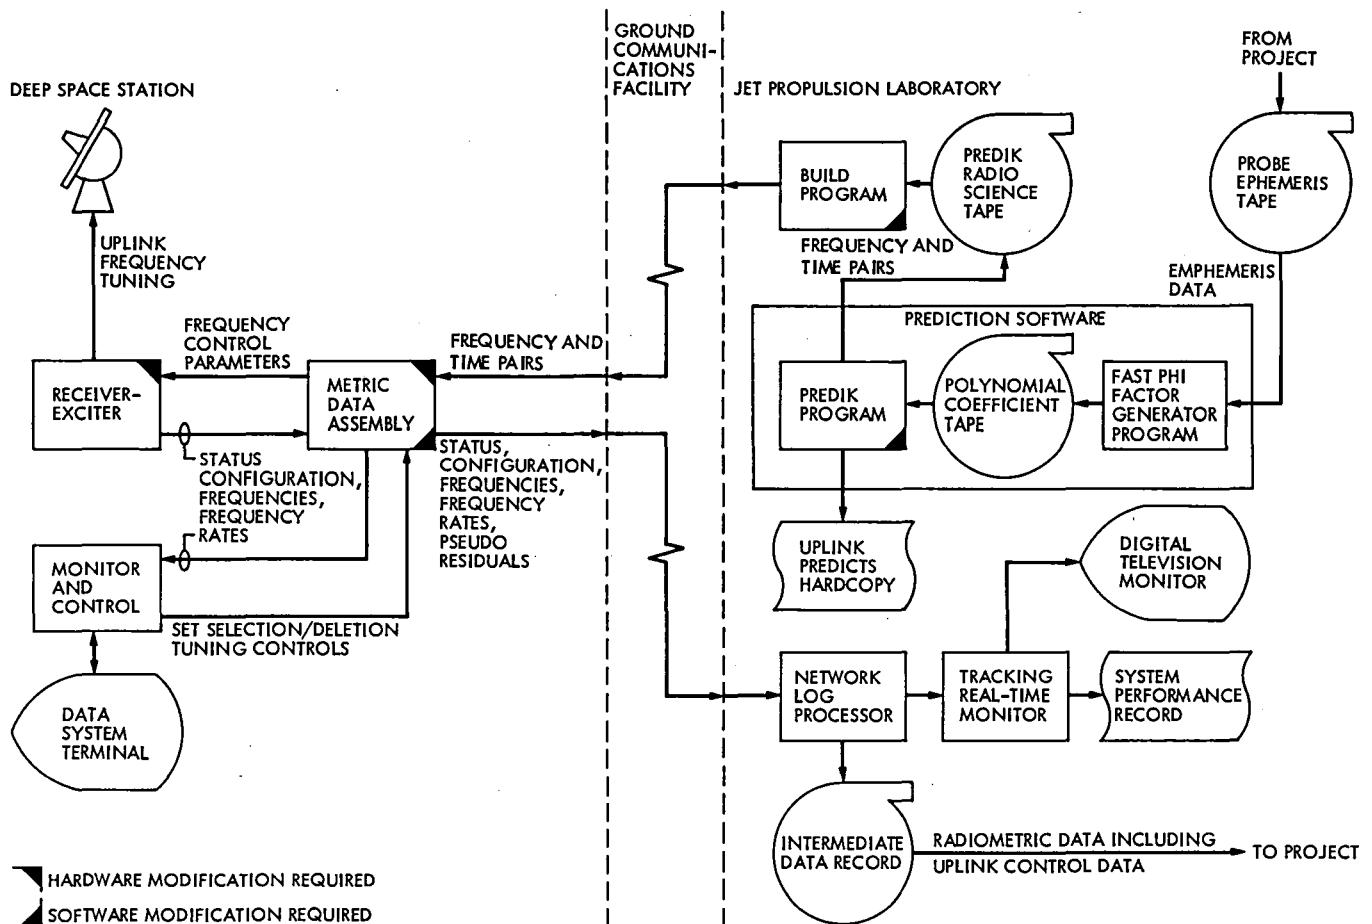 DEEP SPACE STATION
UPLINK
FREQUENCY
TUNING
FREQUENCY
CONTROL
PARAMETERS
RECEIVER-
EXCITER
METRIC
DATA
ASSEMBLY
FREQUENCY AND
TIME PAIRS
STATUS
CONFIGURATION,
FREQUENCIES,
FREQUENCY
RATES
STATUS,
CONFIGURATION,
FREQUENCIES,
FREQUENCY
RATES,
PSEUDO
RESIDUALS
MONITOR
AND
CONTROL
SET SELECTION/DELETION
TUNING CONTROLS
DATA
SYSTEM
TERMINAL
HARDWARE MODIFICATION REQUIRED
SOFTWARE MODIFICATION REQUIRED
GROUND
COMMUNI-
CATIONS
FACILITY
JET PROPULSION LABORATORY
FROM
PROJECT
BUILD
PROGRAM
PREDIK
RADIO
SCIENCE
TAPE
PROBE
EPHEMERIS
TAPE
FREQUENCY AND
TIME PAIRS
EMPHEMERIS
DATA
PREDICTION SOFTWARE
PREDIK
PROGRAM
POLYNOMIAL
COEFFICIENT
TAPE
FAST PHI
FACTOR
GENERATOR
PROGRAM
UPLINK
PREDICTS
HARDCOPY
DIGITAL
TELEVISION
MONITOR
NETWORK
LOG
PROCESSOR
TRACKING
REAL-TIME
MONITOR
SYSTEM
PERFORMANCE
RECORD
INTERMEDIATE
DATA RECORD
RADIOMETRIC DATA INCLUDING
UPLINK CONTROL DATA
TO PROJECT